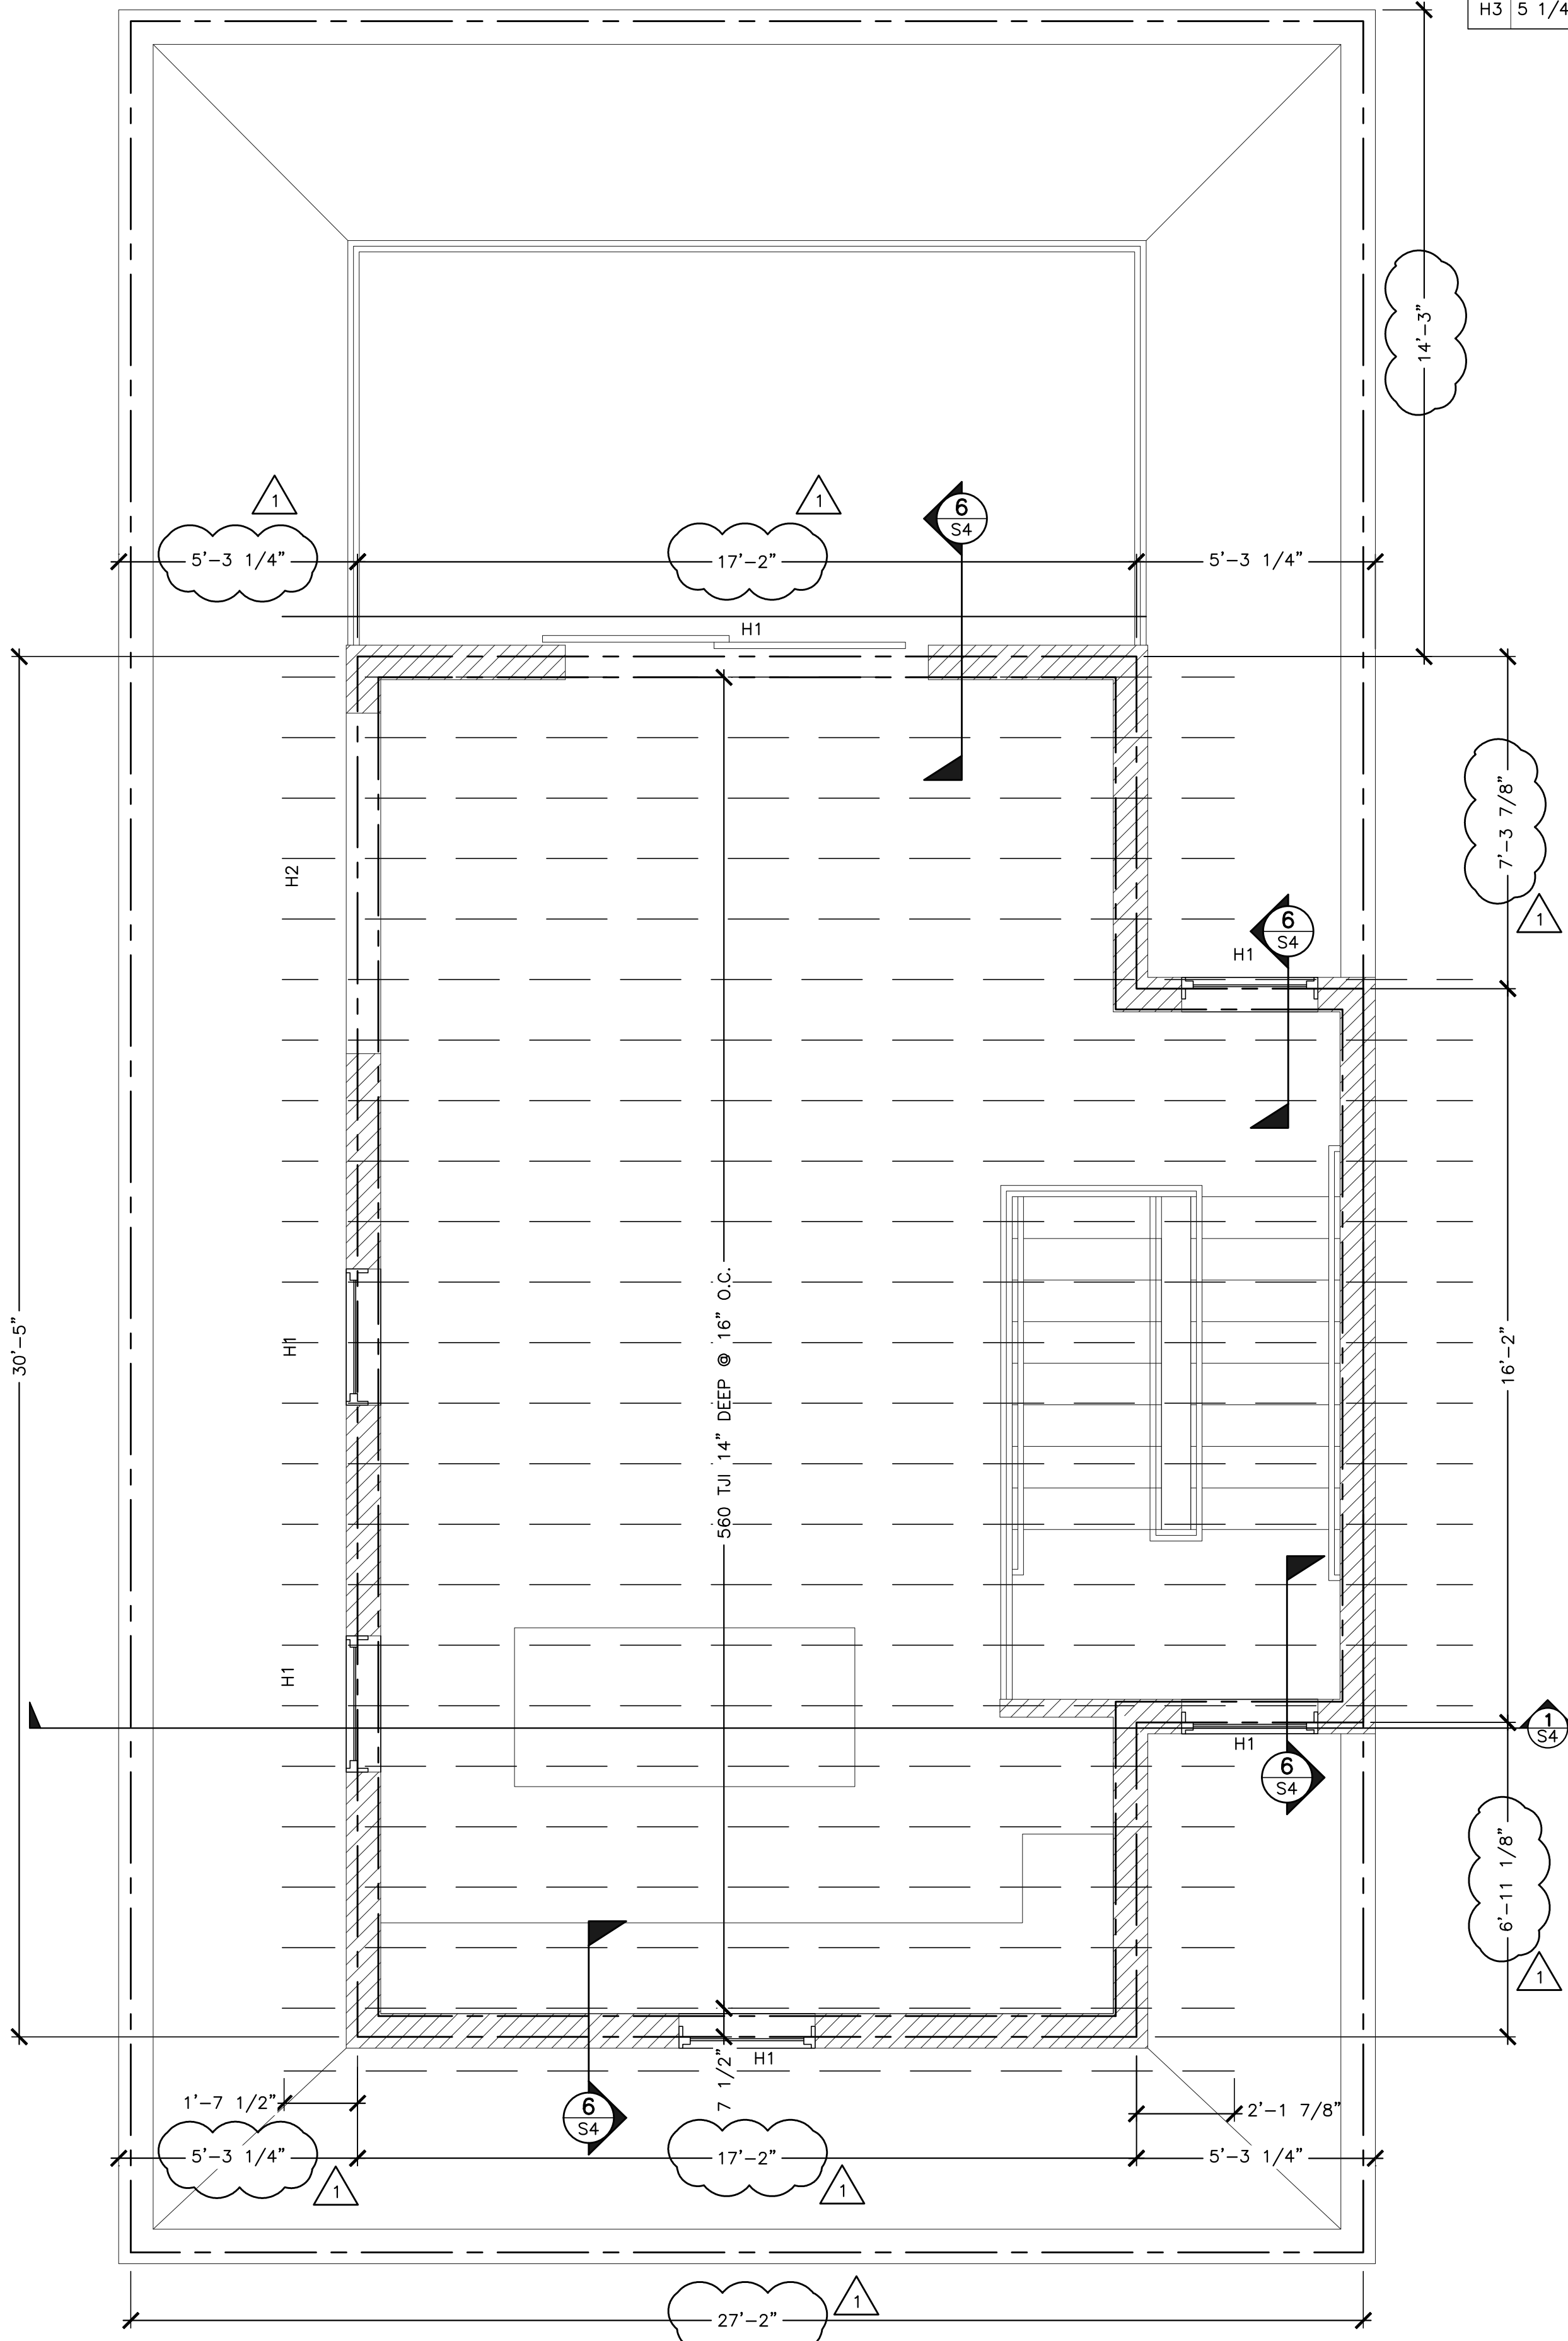 H3 5 1/4
14'-3"
1
1
6
S4
5'-3 1/4"
17'-2"
5'-3 1/4"
H1
7'-3 7/8"
H2
1
6
S4
H1
560 TJI 14" DEEP @ 16" O.C.
30'-5"
H1
16'-2"
H1
1
S4
H1
6
S4
6'-11 1/8"
1
7 1/2"
H1
1'-7 1/2"
6
S4
2'-1 7/8"
5'-3 1/4"
17'-2"
5'-3 1/4"
1
1
1
27'-2"